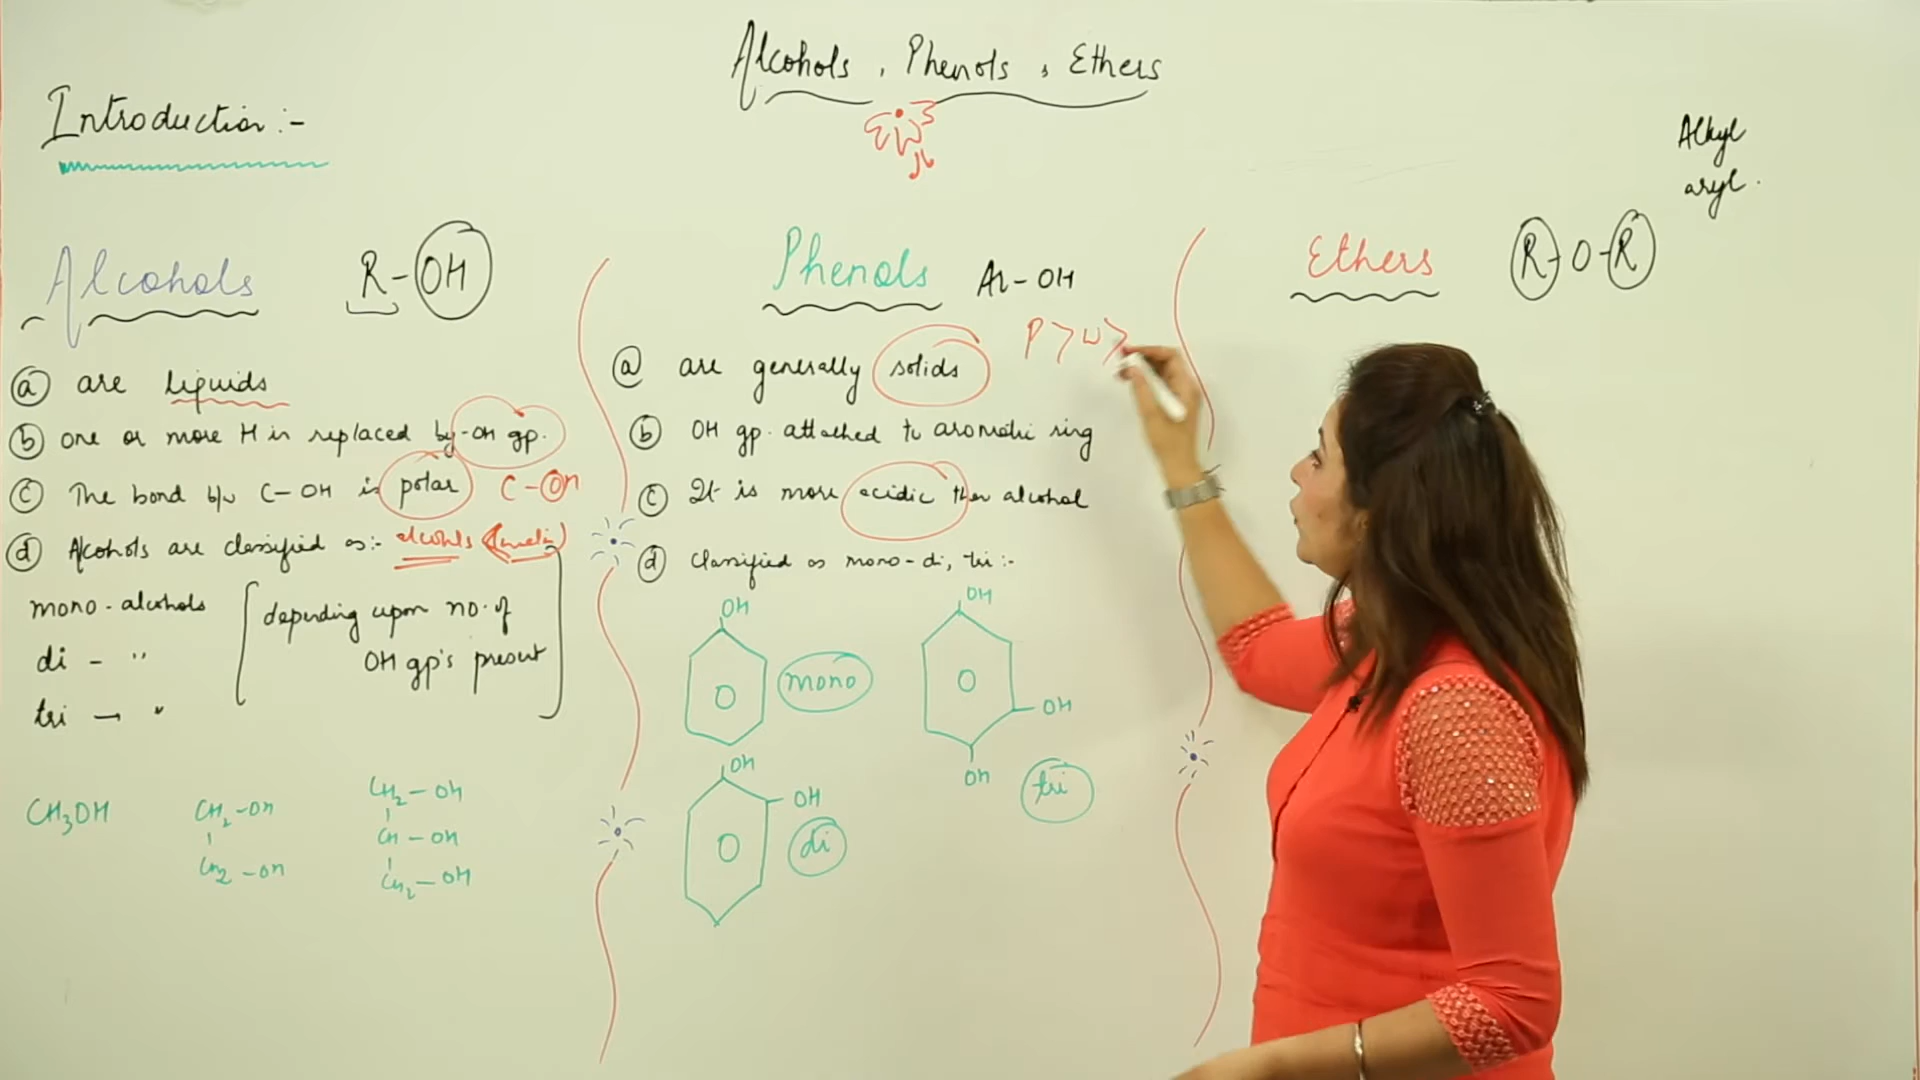 Alcohols, Phenols, Ethers
Introduction:-
Alkyl
aryl.
Alcohols R-OH
(a) are liquids
(b) one or more H is replaced by -OH gp.
(c) The bond b/w C-OH is polar C-OH
(d) Alcohols are classified as:- alcohols
mono-alcohols
di - "
tri - "
depending upon no. of
OH gp's present
CH3OH
CH2-OH
CH2-OH
CH2-OH
CH-OH
CH2-OH
Phenols Ar-OH
P>W>
(a) are generally solids
(b) OH gp. attached to aromatic ring
(c) It is more acidic then alcohol
(d) Classified as mono-di, tri:-
OH
mono
OH
OH
OH
tri
OH
OH
di
Ethers R-O-R